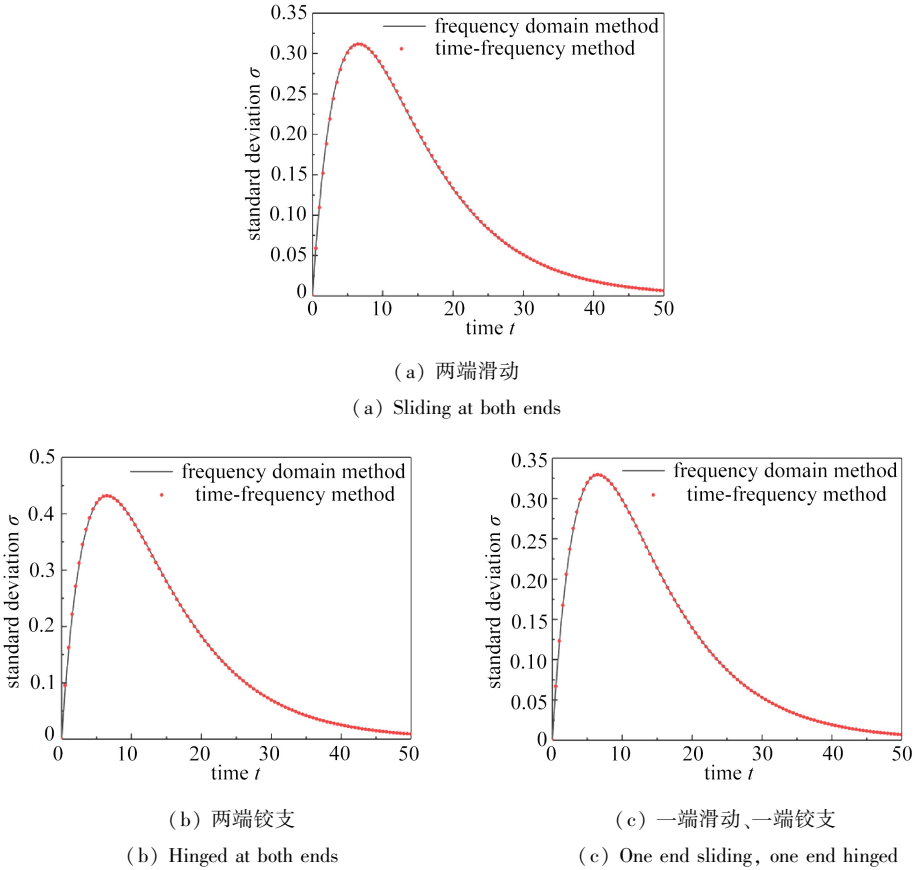 0.35
frequency domain method
time-frequency method
0.30
0.25
0.20
0.15
0.10
0.05
0
standard deviation σ
0 10 20 30 40 50
time t
(a) 两端滑动
(a) Sliding at both ends
0.5
frequency domain method
time-frequency method
0.4
0.3
0.2
0.1
0
standard deviation σ
0 10 20 30 40 50
time t
(b) 两端铰支
(b) Hinged at both ends
0.35
frequency domain method
time-frequency method
0.30
0.25
0.20
0.15
0.10
0.05
0
standard deviation σ
0 10 20 30 40 50
time t
(c) 一端滑动、一端铰支
(c) One end sliding, one end hinged